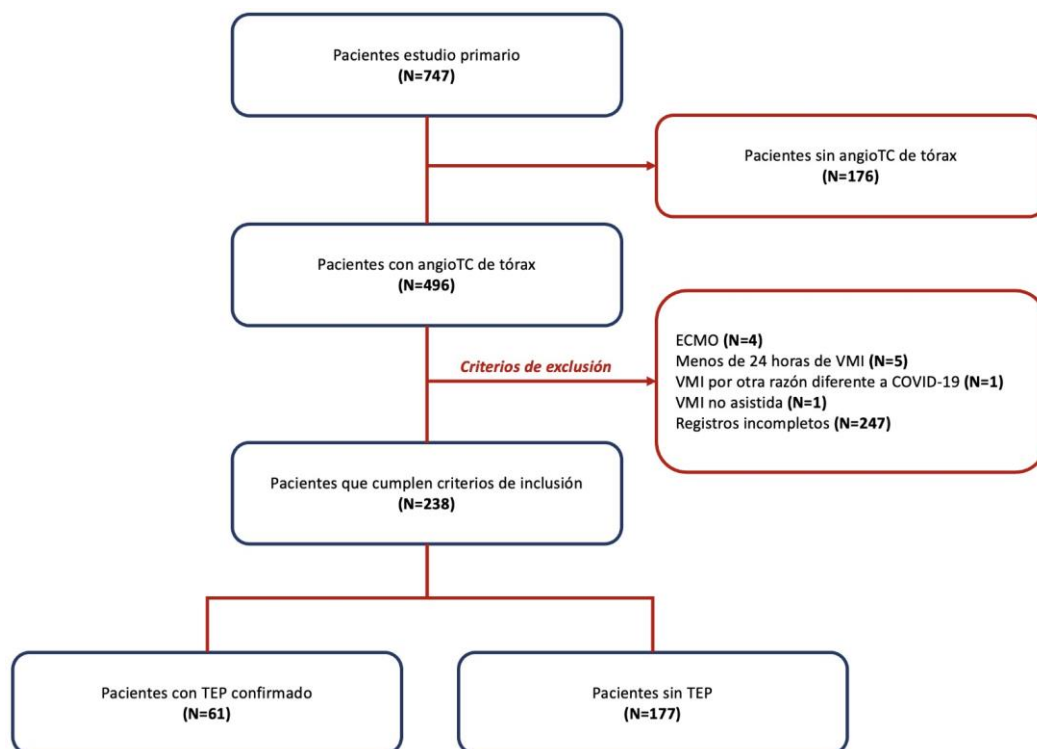 Pacientes estudio primario
(N=747)
Pacientes sin angioTC de tórax
(N=176)
Pacientes con angioTC de tórax
(N=496)
Criterios de exclusión
ECMO (N=4)
Menos de 24 horas de VMI (N=5)
VMI por otra razón diferente a COVID-19 (N=1)
VMI no asistida (N=1)
Registros incompletos (N=247)
Pacientes que cumplen criterios de inclusión
(N=238)
Pacientes con TEP confirmado
(N=61)
Pacientes sin TEP
(N=177)